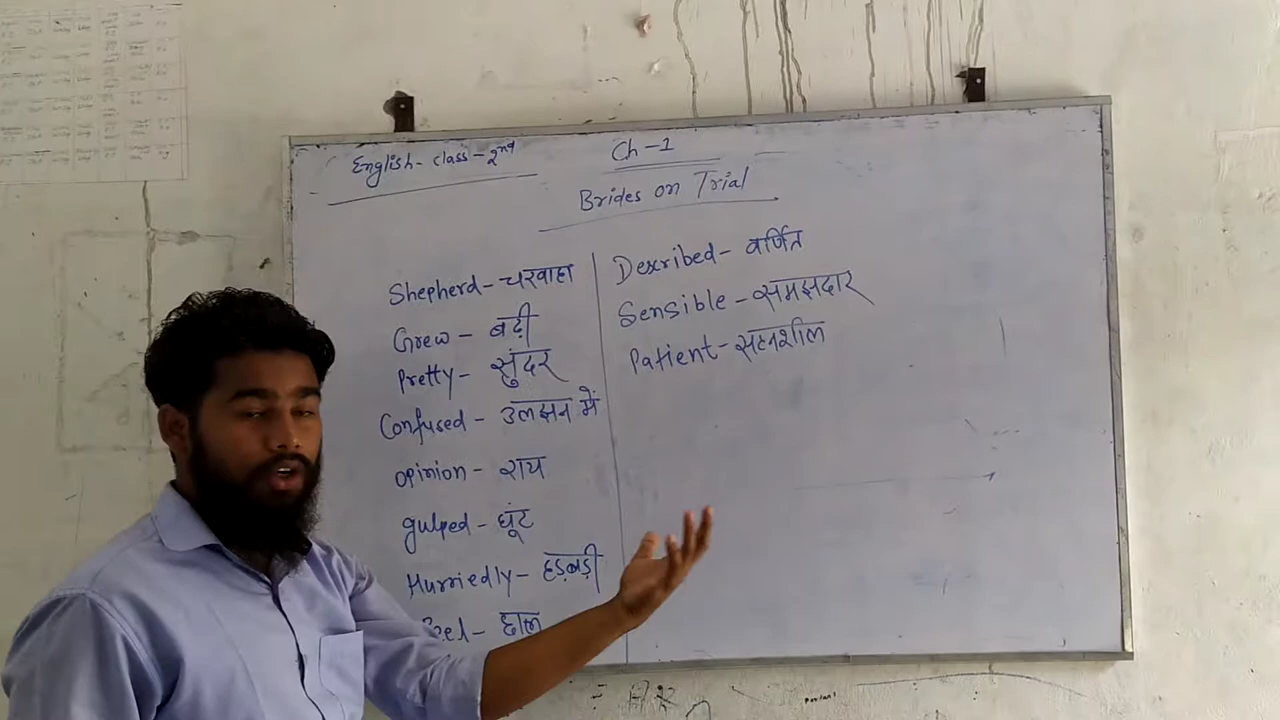 English- class-2nd
Ch-1
Brides on Trial
Shepherd - चरवाहा
Grew - बढ़ी
Pretty - सुंदर
Confused - उलझन में
opinion - राय
gulped - घूंट
Hurriedly - हड़बड़ी
छाल
Described - वर्णित
Sensible - समझदार
Patient - सहनशील